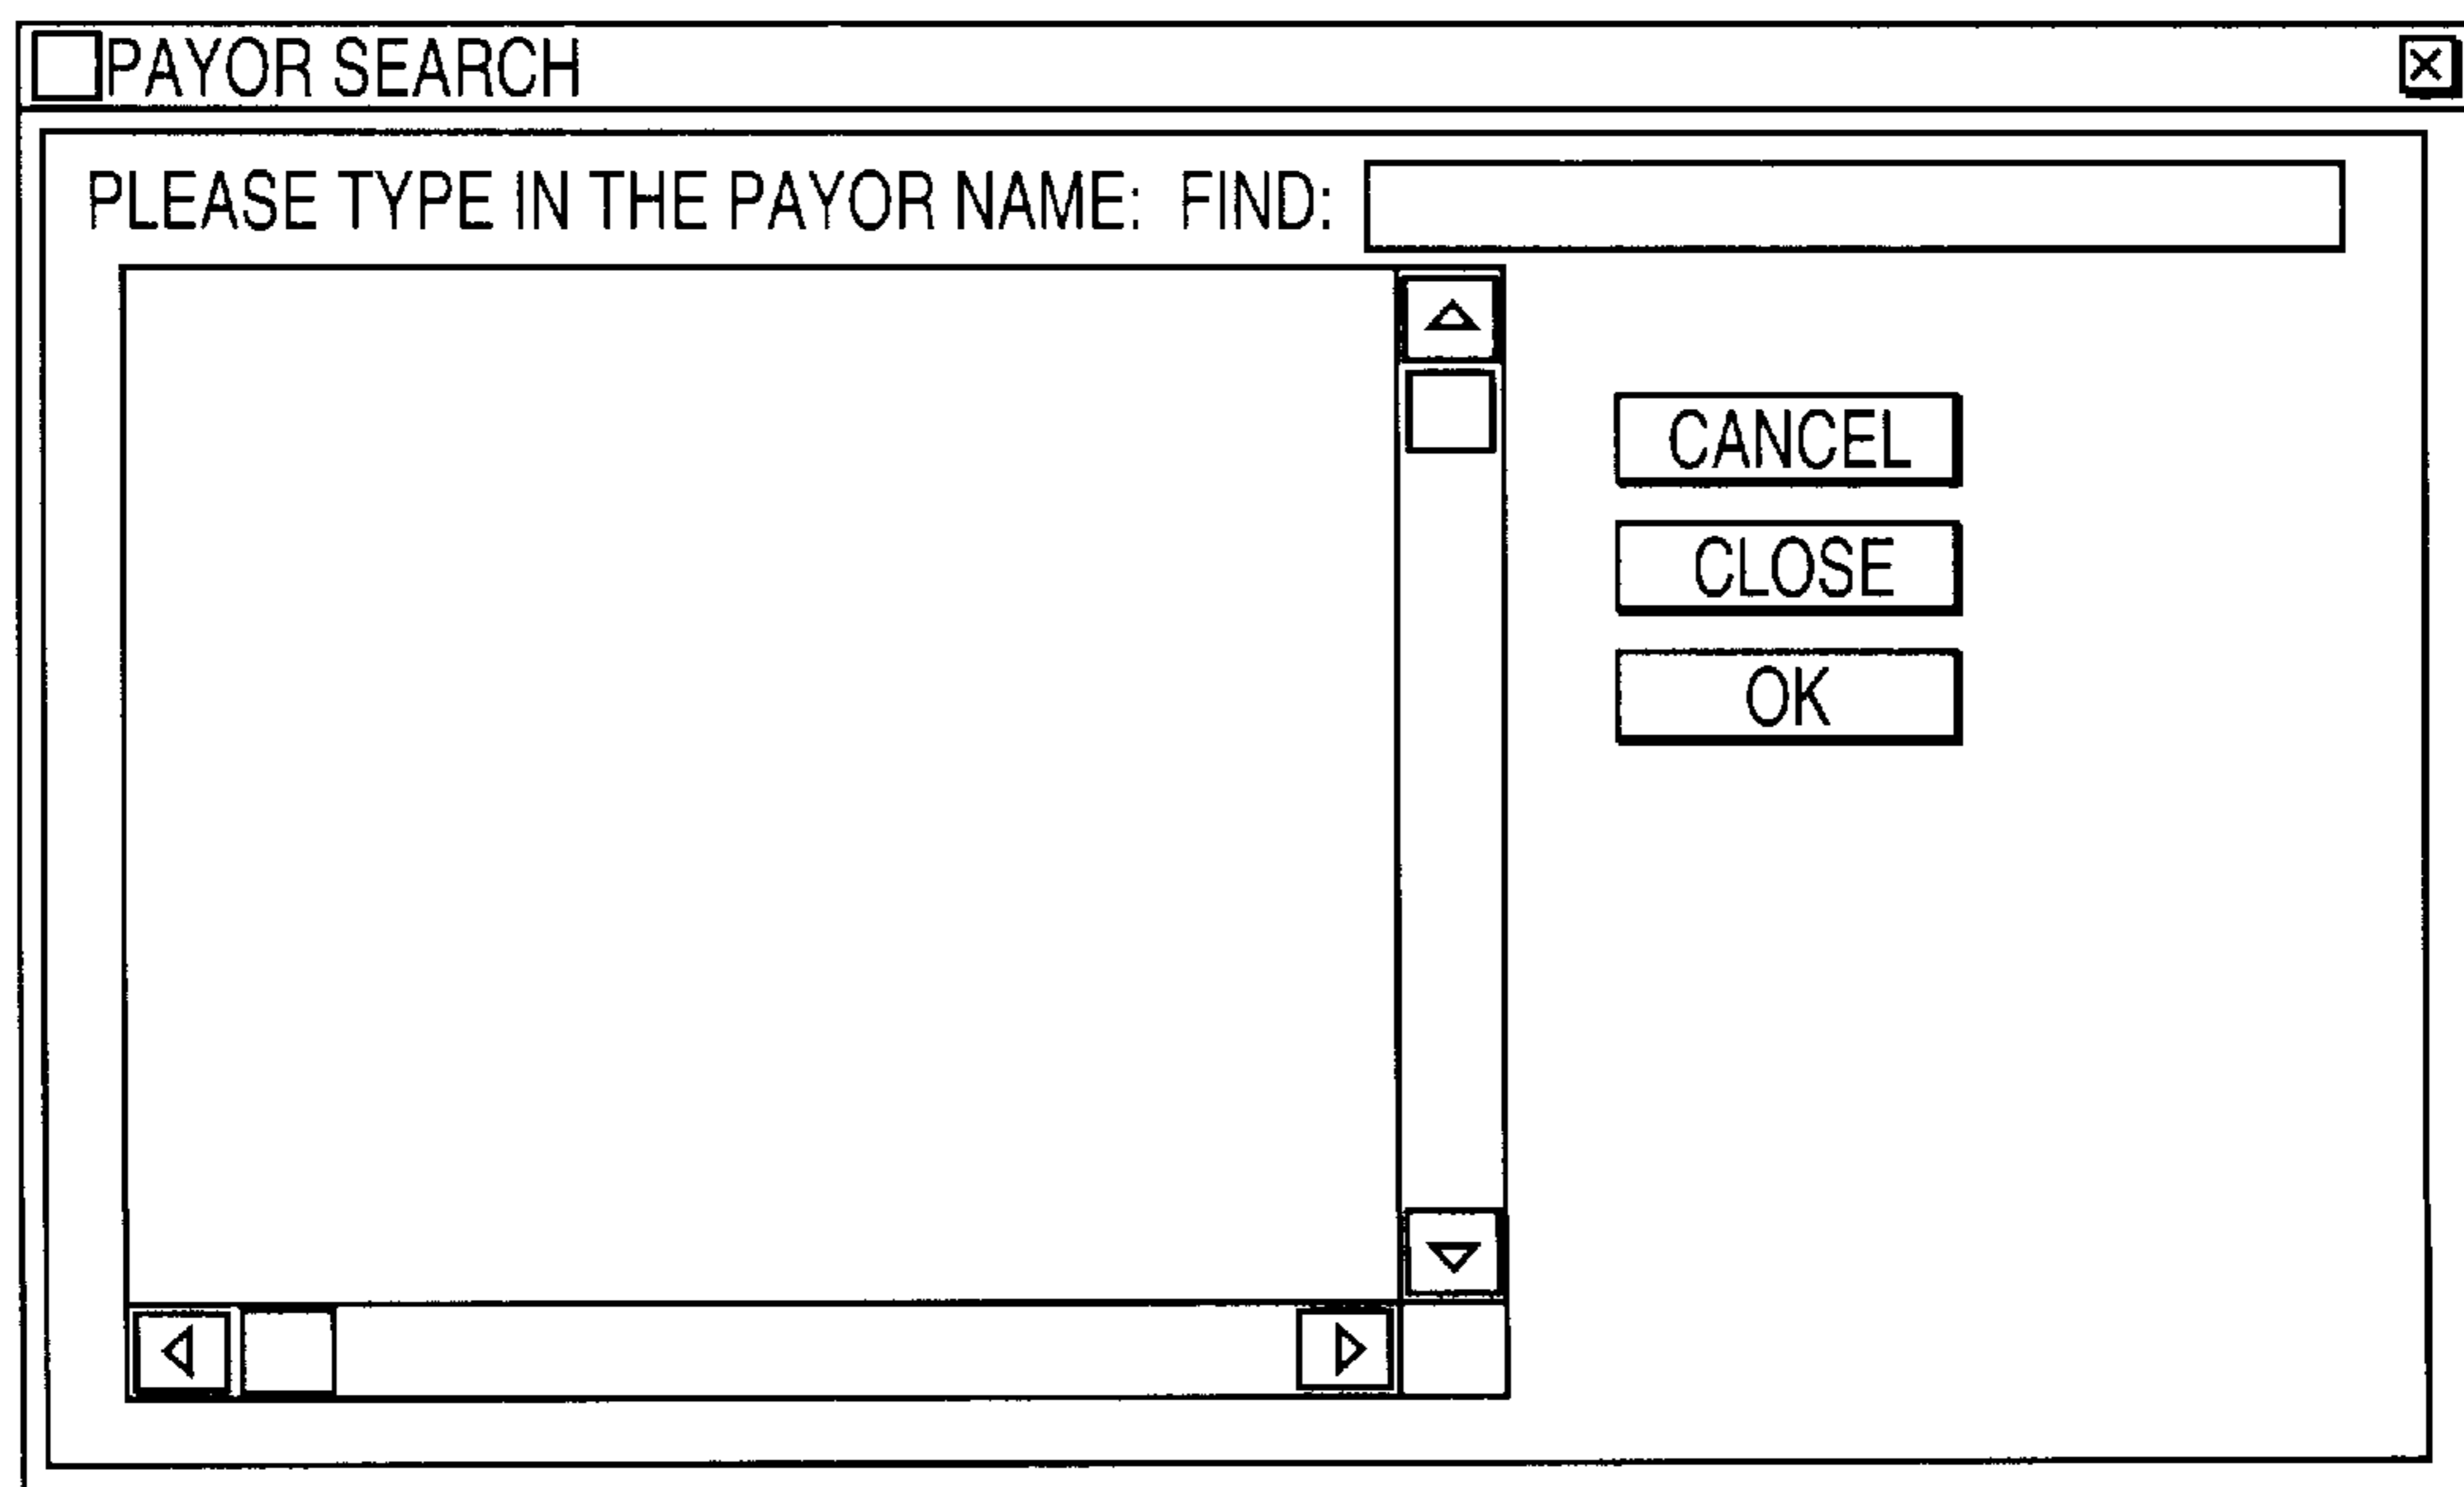 PAYOR SEARCH
PLEASE TYPE IN THE PAYOR NAME: FIND:
CANCEL
CLOSE
OK